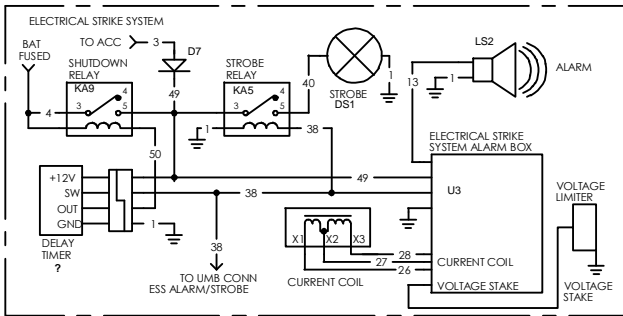 ELECTRICAL STRIKE SYSTEM
BAT
FUSED
TO ACC
3
D7
SHUTDOWN
RELAY
KA9
4
3
4
5
49
STROBE
RELAY
KA5
3
4
5
1
38
40
STROBE
DS1
1
LS2
1
13
ALARM
50
+12V
SW
OUT
GND
1
DELAY
TIMER
?
49
38
38
TO UMB CONN
ESS ALARM/STROBE
X1
X2
X3
28
27
26
CURRENT COIL
ELECTRICAL STRIKE
SYSTEM ALARM BOX
U3
CURRENT COIL
VOLTAGE STAKE
VOLTAGE
LIMITER
VOLTAGE
STAKE